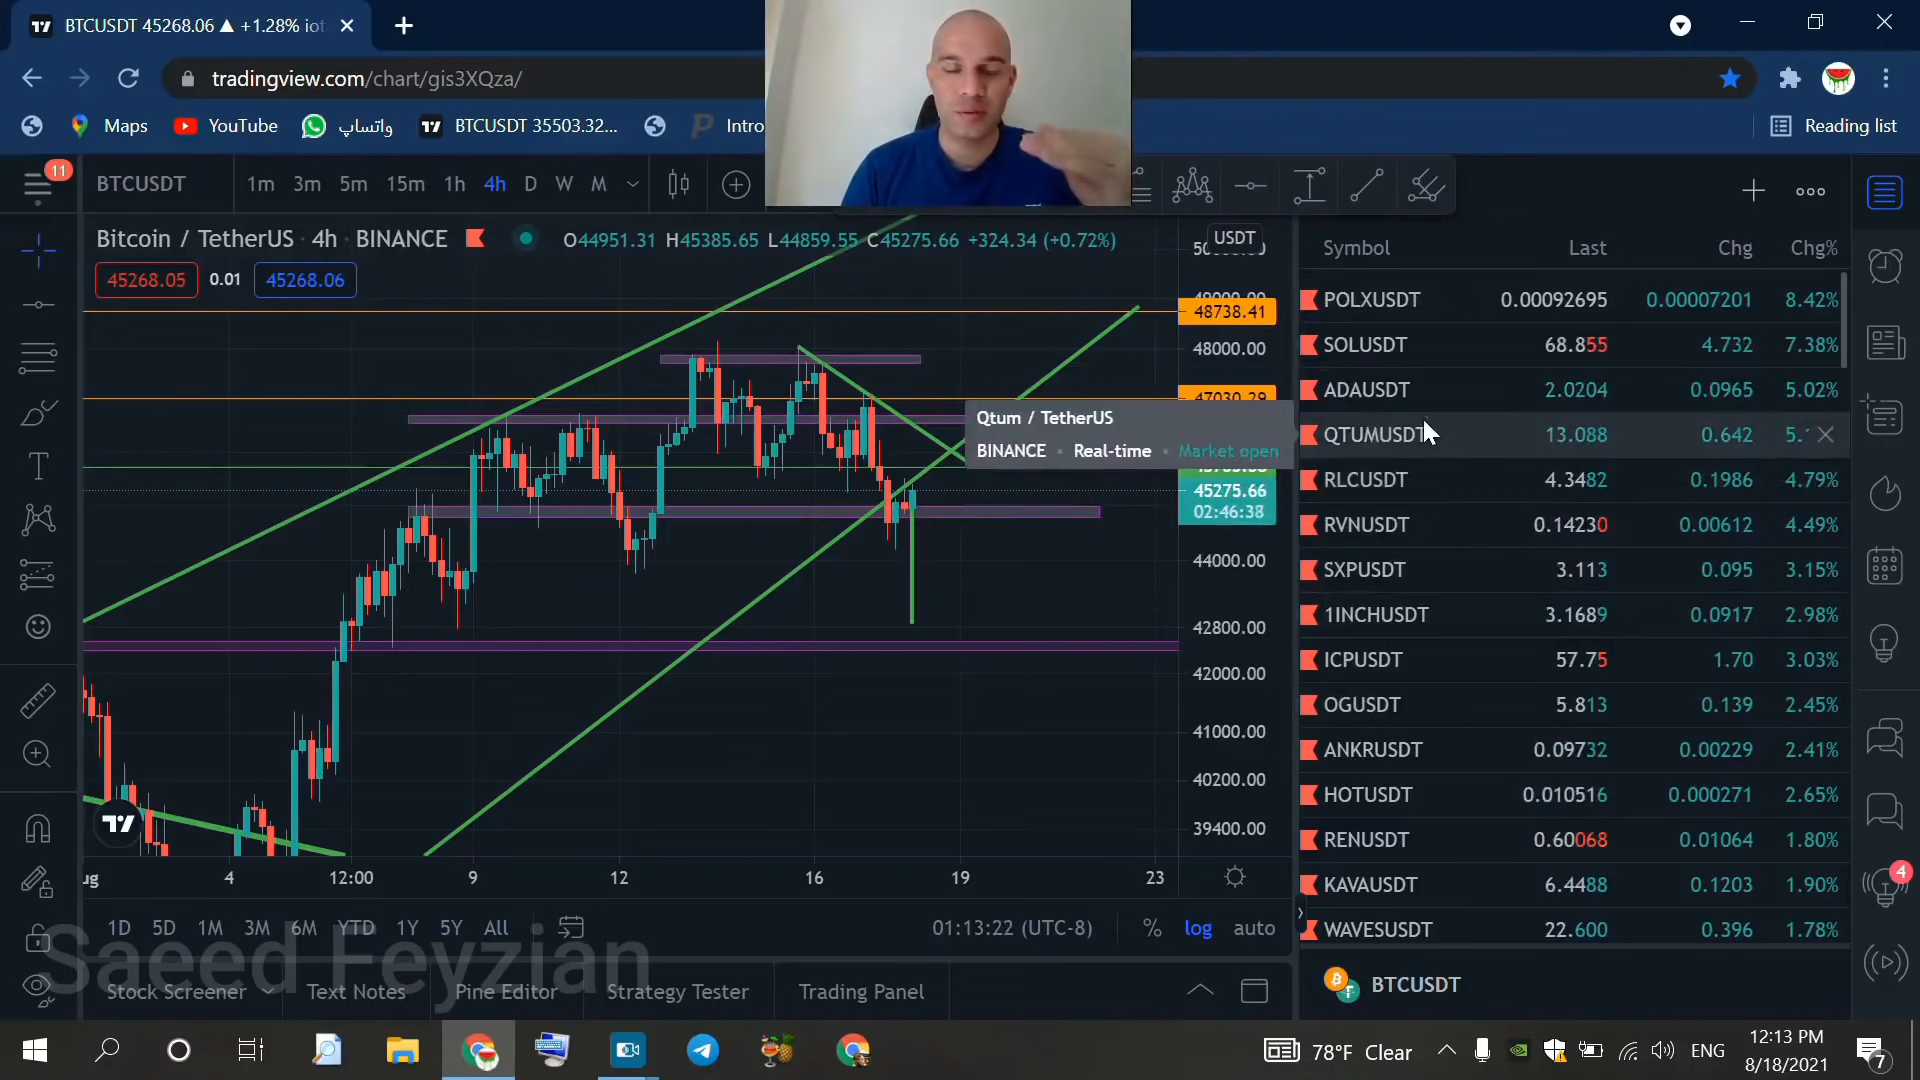 BTCUSDT 45268.06 ▲ +1.28% iot
tradingview.com/chart/gis3XQza/
Maps
YouTube
واتساپ
BTCUSDT 35503.32...
Intro
Reading list
11
BTCUSDT
1m 3m 5m 15m 1h 4h D W M
Bitcoin / TetherUS · 4h · BINANCE
O44951.31 H45385.65 L44859.55 C45275.66 +324.34 (+0.72%)
45268.05 0.01 45268.06
USDT
48738.41
48000.00
47030.29
45275.66
02:46:38
44000.00
42800.00
42000.00
41000.00
40200.00
39400.00
Qtum / TetherUS
BINANCE • Real-time • Market open
4 12:00 9 12 16 19 23
1D 5D 1M 3M 6M YTD 1Y 5Y All
01:13:22 (UTC-8) % log auto
Saeed Feyzian
Stock Screener Text Notes Pine Editor Strategy Tester Trading Panel
Symbol Last Chg Chg%
POLXUSDT 0.00092695 0.00007201 8.42%
SOLUSDT 68.855 4.732 7.38%
ADAUSDT 2.0204 0.0965 5.02%
QTUMUSDT 13.088 0.642 5.
RLCUSDT 4.3482 0.1986 4.79%
RVNUSDT 0.14230 0.00612 4.49%
SXPUSDT 3.113 0.095 3.15%
1INCHUSDT 3.1689 0.0917 2.98%
ICPUSDT 57.75 1.70 3.03%
OGUSDT 5.813 0.139 2.45%
ANKRUSDT 0.09732 0.00229 2.41%
HOTUSDT 0.010516 0.000271 2.65%
RENUSDT 0.60068 0.01064 1.80%
KAVAUSDT 6.4488 0.1203 1.90%
WAVESUSDT 22.600 0.396 1.78%
BTCUSDT
4
78°F Clear
ENG
12:13 PM
8/18/2021
7